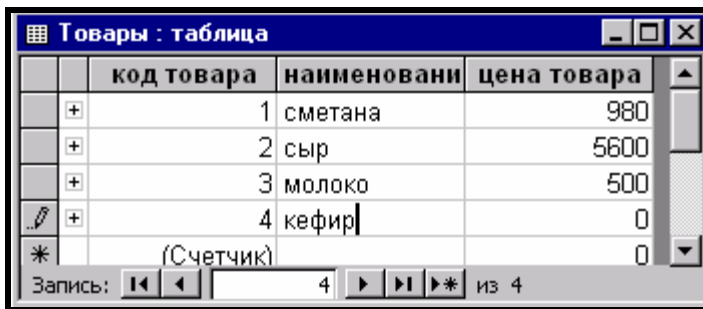 Товары : таблица
код товара наименовани цена товара
1 сметана 980
2 сыр 5600
3 молоко 500
4 кефир 0
(Счетчик) 0
Запись: 4 из 4